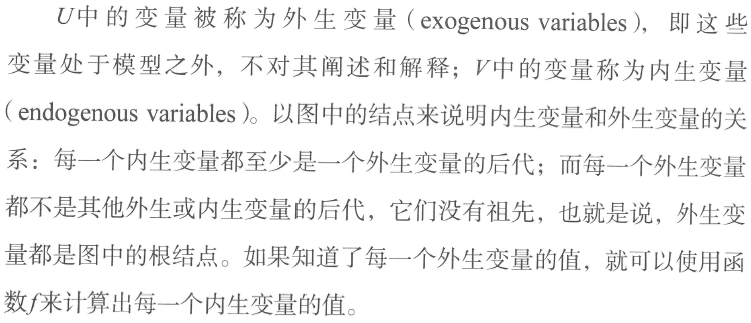 U中的变量被称为外生变量（exogenous variables），即这些
变量处于模型之外，不对其阐述和解释；V中的变量称为内生变量
（endogenous variables）。以图中的结点来说明内生变量和外生变量的关
系：每一个内生变量都至少是一个外生变量的后代；而每一个外生变量
都不是其他外生或内生变量的后代，它们没有祖先，也就是说，外生变
量都是图中的根结点。如果知道了每一个外生变量的值，就可以使用函
数f来计算出每一个内生变量的值。